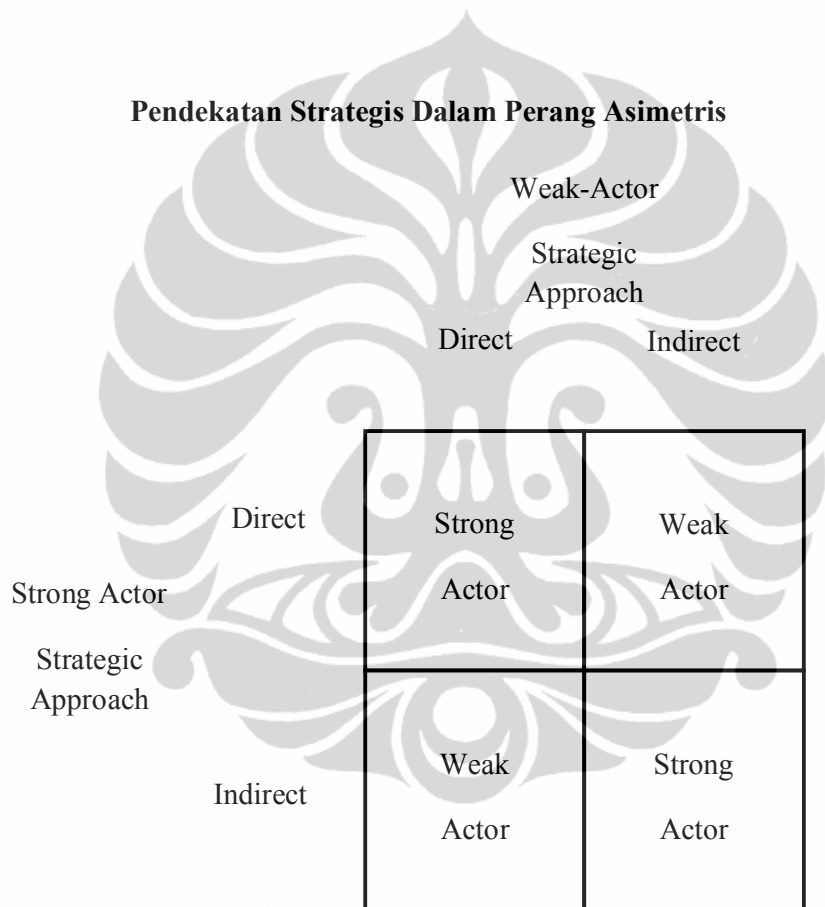 Pendekatan Strategis Dalam Perang Asimetris
Weak-Actor
Strategic
Approach
Direct Indirect
Direct
Strong Weak
Actor Actor
Strong Actor
Strategic
Approach
Indirect
Weak Strong
Actor Actor